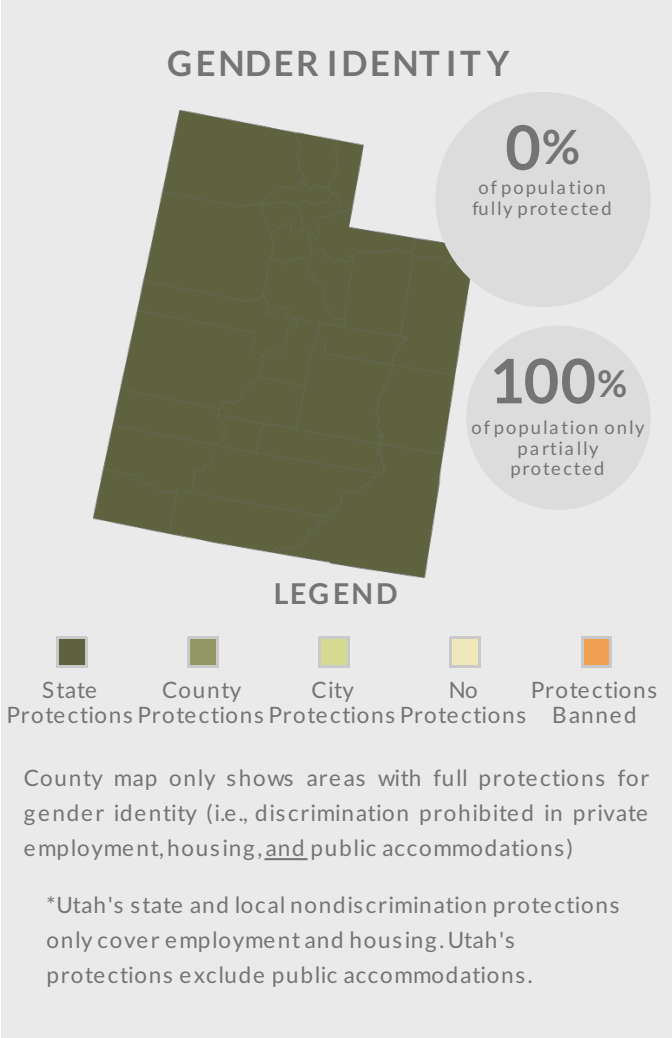 GENDER IDENTITY
0%
of population
fully protected
100%
of population only
partially
protected
LEGEND
State
Protections
County
Protections
City
Protections
No
Protections
Protections
Banned
County map only shows areas with full protections for
gender identity (i.e., discrimination prohibited in private
employment, housing, and public accommodations)
*Utah's state and local nondiscrimination protections
only cover employment and housing. Utah's
protections exclude public accommodations.